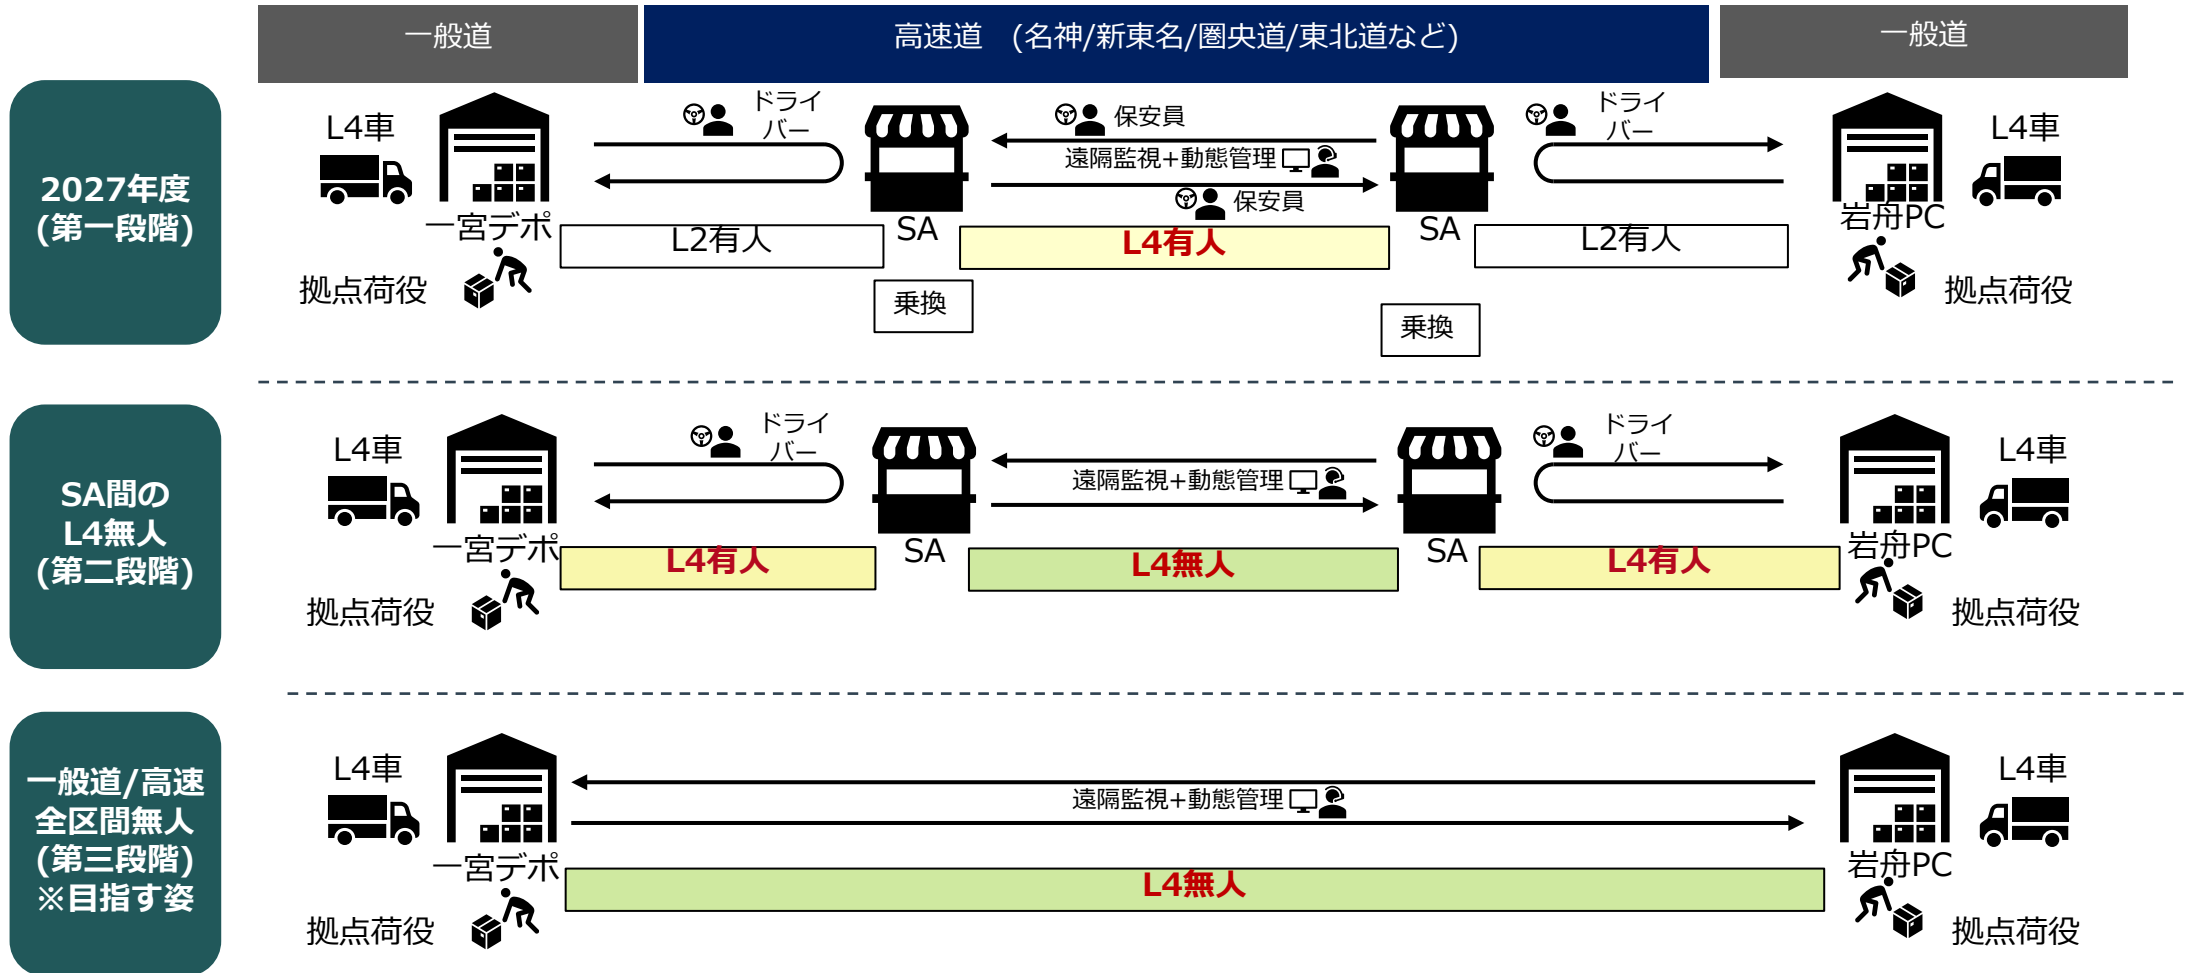 一般道
高速道　(名神/新東名/圏央道/東北道など)
一般道
2027年度
(第一段階)
L4車
一宮デポ
拠点荷役
ドライ
バー
L2有人
SA
乗換
保安員
遠隔監視+動態管理
保安員
L4有人
SA
乗換
ドライ
バー
L2有人
岩舟PC
L4車
拠点荷役
SA間の
L4無人
(第二段階)
L4車
一宮デポ
拠点荷役
ドライ
バー
L4有人
SA
遠隔監視+動態管理
L4無人
SA
ドライ
バー
L4有人
岩舟PC
L4車
拠点荷役
一般道/高速
全区間無人
(第三段階)
※目指す姿
L4車
一宮デポ
拠点荷役
遠隔監視+動態管理
L4無人
岩舟PC
L4車
拠点荷役